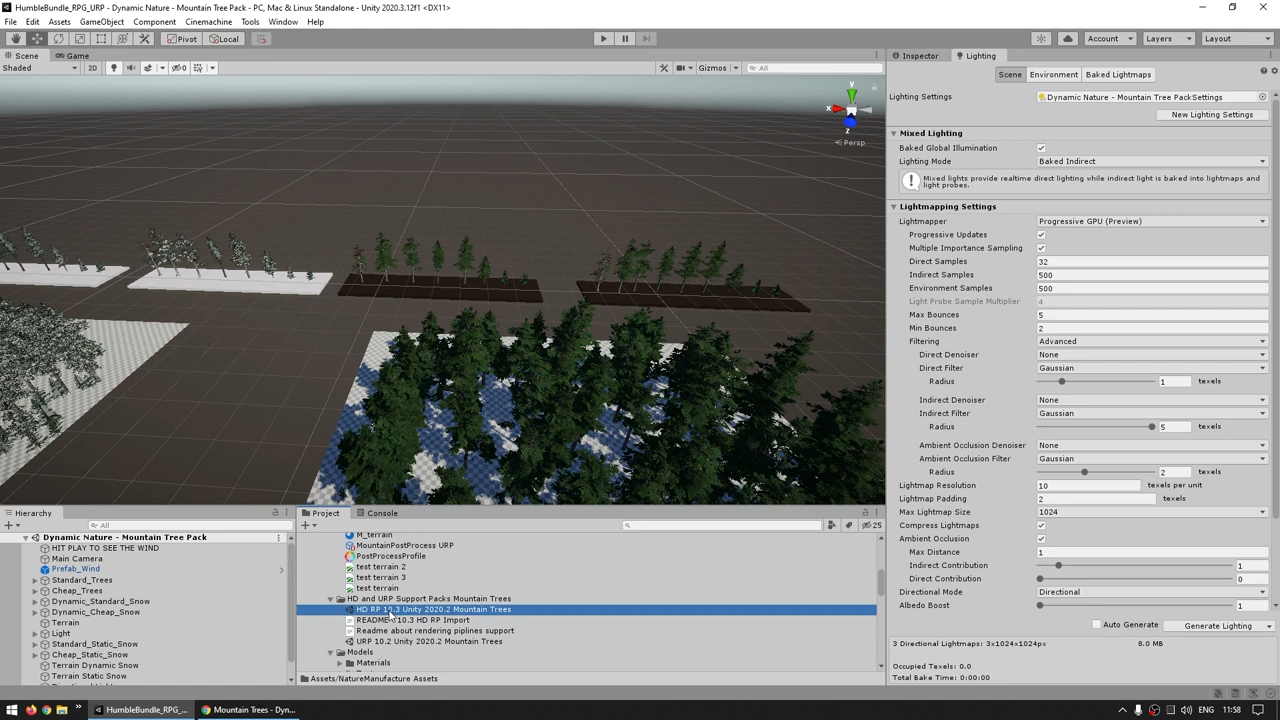 HumbleBundle_RPG_URP - Dynamic Nature - Mountain Tree Pack - PC, Mac & Linux Standalone - Unity 2020.3.12f1 <DX11>
File Edit Assets GameObject Component Cinemachine Tools Window Help
Pivot Local Account Layers Layout
Scene Game
Shaded 2D 0 Gizmos All
y
x
z
Persp
Inspector Lighting
Scene Environment Baked Lightmaps
Lighting Settings Dynamic Nature - Mountain Tree PackSettings
New Lighting Settings
Mixed Lighting
Baked Global Illumination
Lighting Mode Baked Indirect
Mixed lights provide realtime direct lighting while indirect light is baked into lightmaps and
light probes.
Lightmapping Settings
Lightmapper Progressive GPU (Preview)
Progressive Updates
Multiple Importance Sampling
Direct Samples 32
Indirect Samples 500
Environment Samples 500
Light Probe Sample Multiplier 4
Max Bounces 5
Min Bounces 2
Filtering Advanced
Direct Denoiser None
Direct Filter Gaussian
Radius 1 texels
Indirect Denoiser None
Indirect Filter Gaussian
Radius 5 texels
Ambient Occlusion Denoiser None
Ambient Occlusion Filter Gaussian
Radius 2 texels
Lightmap Resolution 10 texels per unit
Lightmap Padding 2 texels
Max Lightmap Size 1024
Compress Lightmaps
Ambient Occlusion
Max Distance 1
Indirect Contribution 1
Direct Contribution 0
Directional Mode Directional
Albedo Boost 1
Auto Generate Generate Lighting
3 Directional Lightmaps: 3x1024x1024px 8.0 MB
Occupied Texels: 0.0
Total Bake Time: 0:00:00
Hierarchy
All
Dynamic Nature - Mountain Tree Pack
HIT PLAY TO SEE THE WIND
Main Camera
Prefab_Wind
Standard_Trees
Cheap_Trees
Dynamic_Standard_Snow
Dynamic_Cheap_Snow
Terrain
Light
Standard_Static_Snow
Cheap_Static_Snow
Terrain Dynamic Snow
Terrain Static Snow
Project Console
25
M_terrain
MountainPostProcess URP
PostProcessProfile
test terrain 2
test terrain 3
test terrain
HD and URP Support Packs Mountain Trees
HD RP 10.3 Unity 2020.2 Mountain Trees
10.3 HD RP Import
Readme about rendering piplines support
URP 10.2 Unity 2020.2 Mountain Trees
Models
Materials
Assets/NatureManufacture Assets
HumbleBundle_RPG_... Mountain Trees - Dyn... ENG 11:58